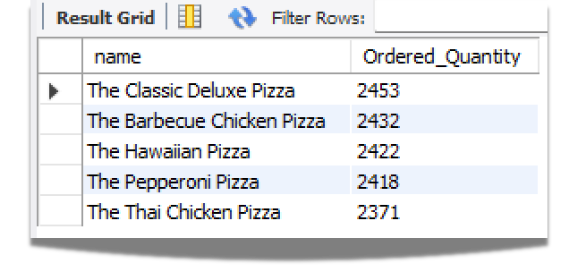 Result Grid Filter Rows:
name Ordered_Quantity
The Classic Deluxe Pizza 2453
The Barbecue Chicken Pizza 2432
The Hawaiian Pizza 2422
The Pepperoni Pizza 2418
The Thai Chicken Pizza 2371